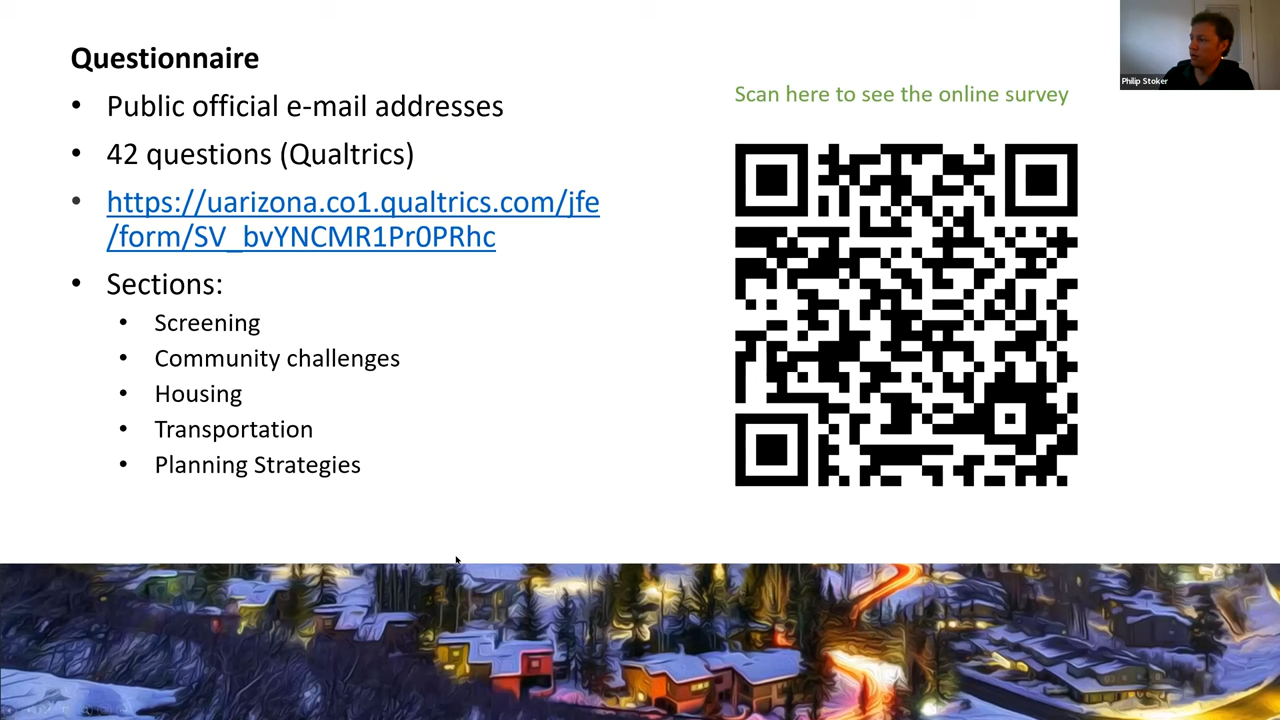 Questionnaire
• Public official e-mail addresses
• 42 questions (Qualtrics)
• https://uarizona.co1.qualtrics.com/jfe
/form/SV_bvYNCMR1Pr0PRhc
• Sections:
• Screening
• Community challenges
• Housing
• Transportation
• Planning Strategies
Scan here to see the online survey
Philip Stoker